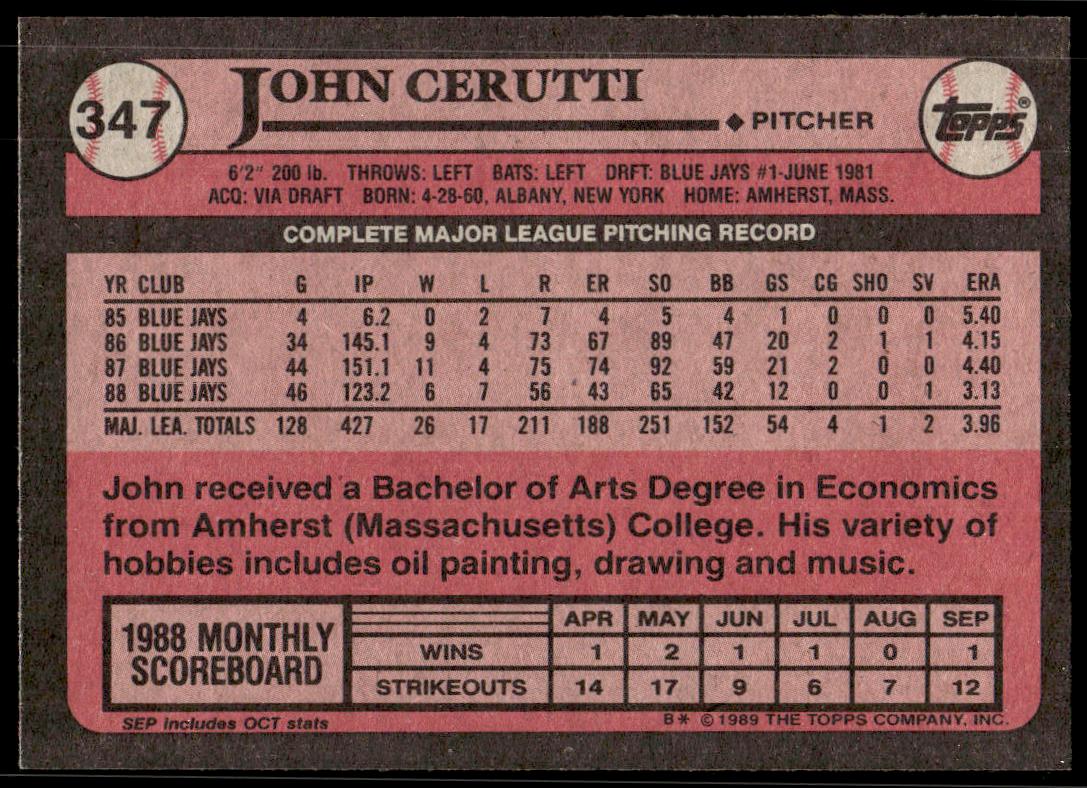 347
JOHN CERUTTI
◆ PITCHER
Topps®
6'2" 200 lb. THROWS: LEFT BATS: LEFT DRFT: BLUE JAYS #1-JUNE 1981
ACQ: VIA DRAFT BORN: 4-28-60, ALBANY, NEW YORK HOME: AMHERST, MASS.
COMPLETE MAJOR LEAGUE PITCHING RECORD
YR CLUB G IP W L R ER SO BB GS CG SHO SV ERA
85 BLUE JAYS 4 6.2 0 2 7 4 5 4 1 0 0 0 5.40
86 BLUE JAYS 34 145.1 9 4 73 67 89 47 20 2 1 1 4.15
87 BLUE JAYS 44 151.1 11 4 75 74 92 59 21 2 0 0 4.40
88 BLUE JAYS 46 123.2 6 7 56 43 65 42 12 0 0 1 3.13
MAJ. LEA. TOTALS 128 427 26 17 211 188 251 152 54 4 1 2 3.96
John received a Bachelor of Arts Degree in Economics
from Amherst (Massachusetts) College. His variety of
hobbies includes oil painting, drawing and music.
1988 MONTHLY
SCOREBOARD
APR MAY JUN JUL AUG SEP
WINS 1 2 1 1 0 1
STRIKEOUTS 14 17 9 6 7 12
SEP includes OCT stats
B* ©1989 THE TOPPS COMPANY, INC.